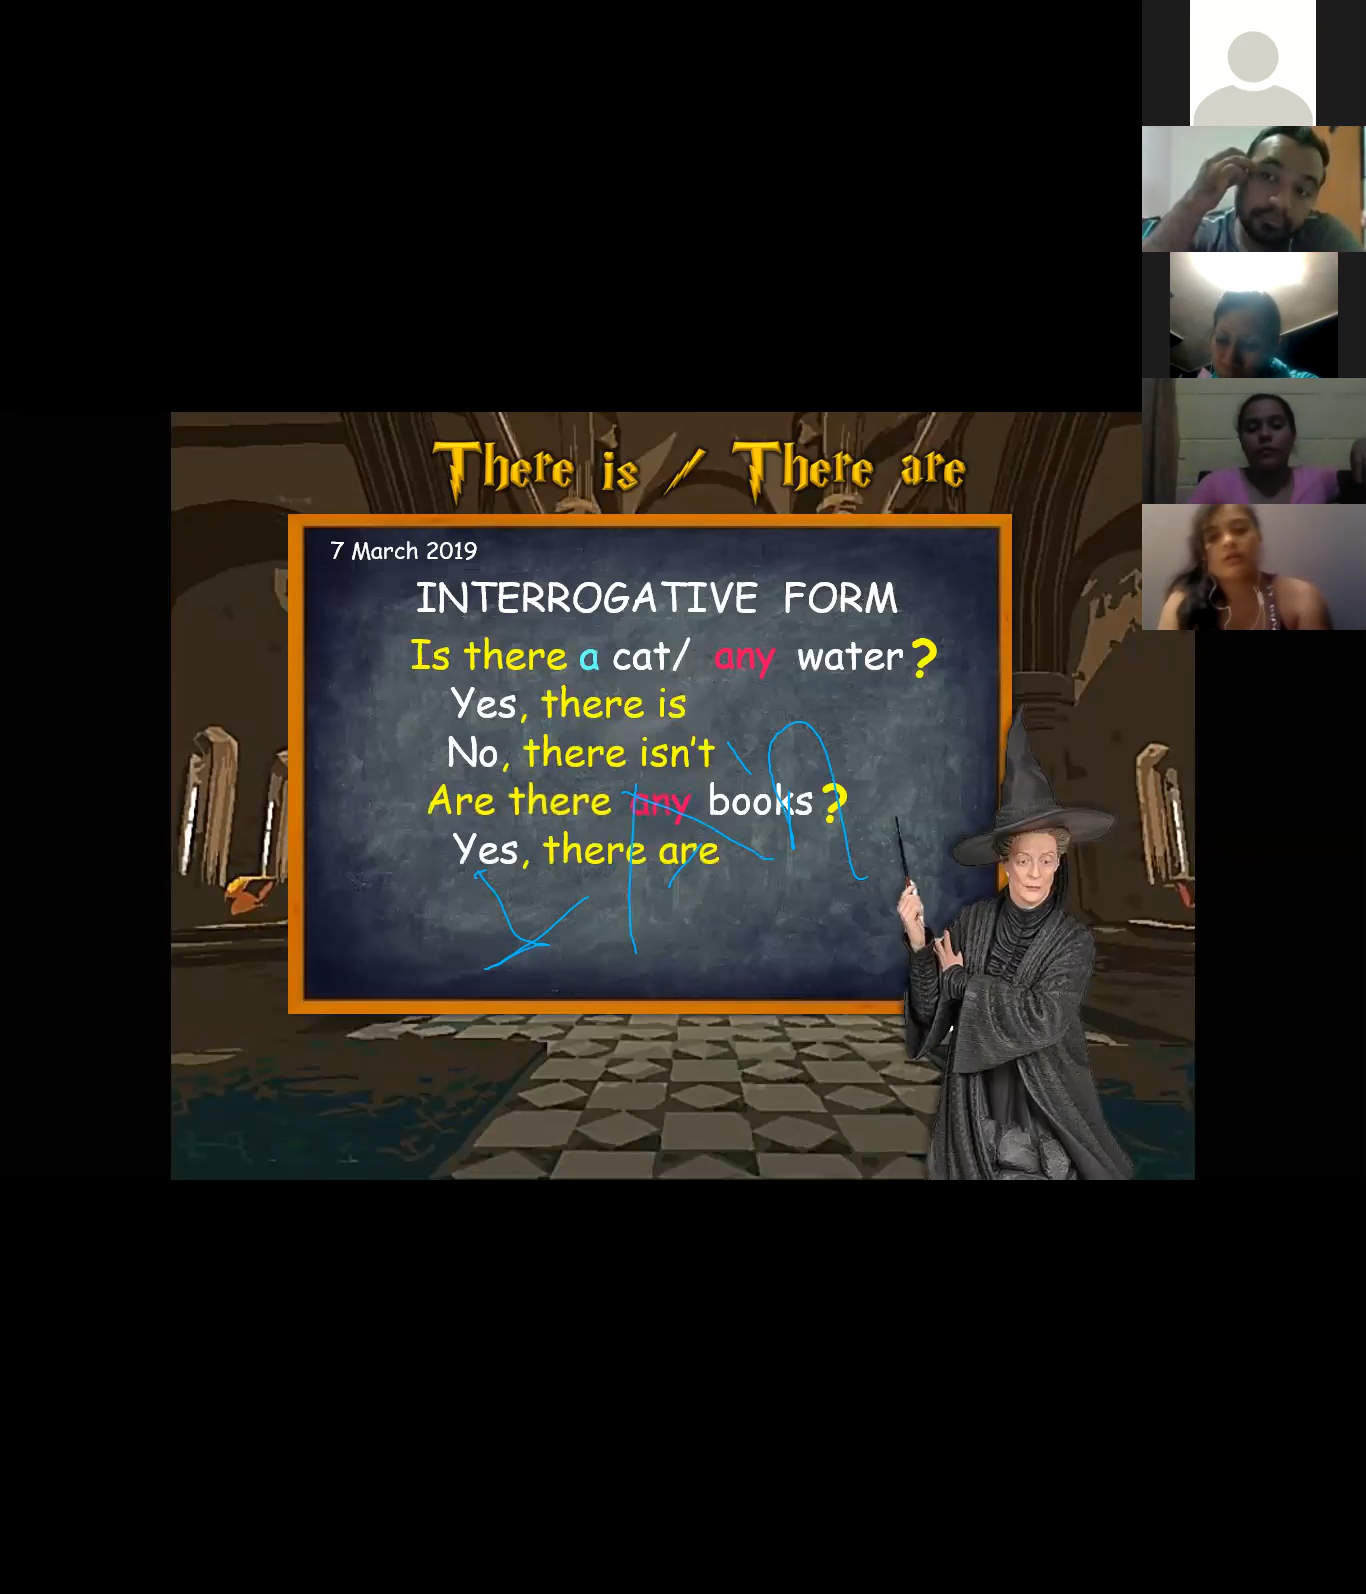 There is / There are
7 March 2019
INTERROGATIVE FORM
Is there a cat/ any water?
Yes, there is
No, there isn't
Are there any books?
Yes, there are